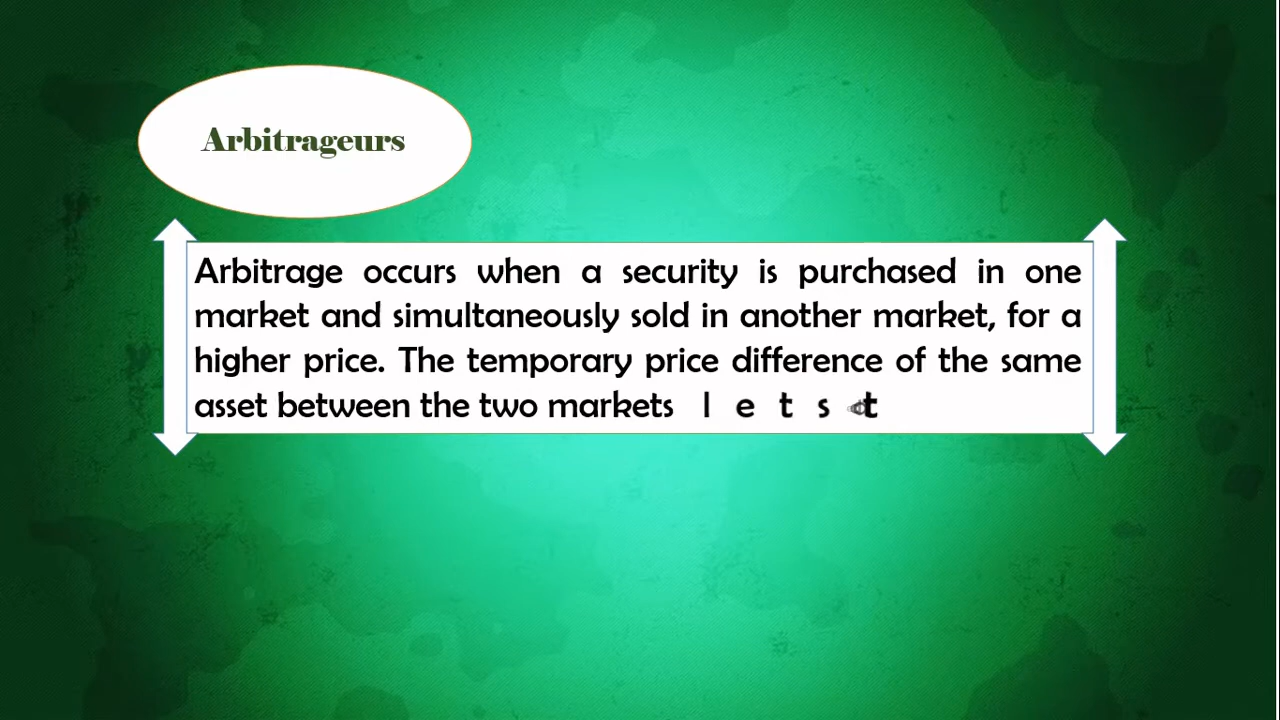 Arbitrageurs
Arbitrage occurs when a security is purchased in one
market and simultaneously sold in another market, for a
higher price. The temporary price difference of the same
asset between the two markets l e t s t